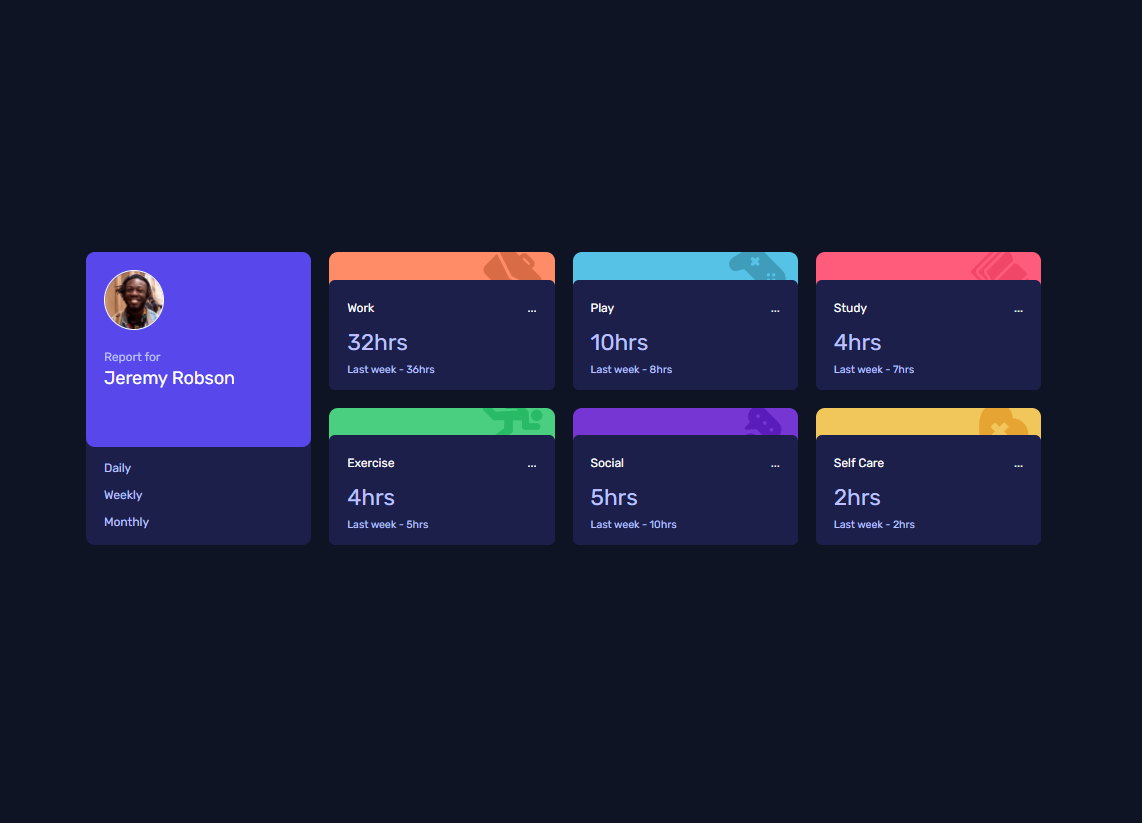 Report for
Jeremy Robson
Daily
Weekly
Monthly
Work ...
32hrs
Last week - 36hrs
Play ...
10hrs
Last week - 8hrs
Study ...
4hrs
Last week - 7hrs
Exercise ...
4hrs
Last week - 5hrs
Social ...
5hrs
Last week - 10hrs
Self Care ...
2hrs
Last week - 2hrs